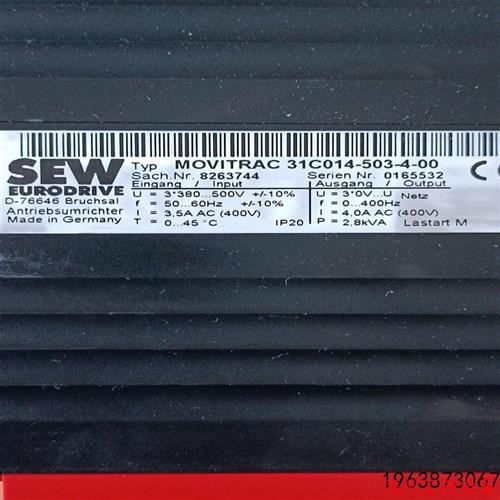 SEW
EURODRIVE
D-76646 Bruchsal
Antriebsumrichter
Made in Germany
Typ MOVITRAC 31C014-503-4-00
Sach.Nr. 8263744 Serien Nr. 0165532
Eingang / Input Ausgang / Output
U = 3*380...500V +/-10% U = 3*0V...U Netz
f = 50...60Hz +/-10% f = 0...400Hz
I = 3,5A AC (400V) I = 4,0A AC (400V)
T = 0...45 °C IP20 P = 2,8kVA Lastart M
CE
1963873067